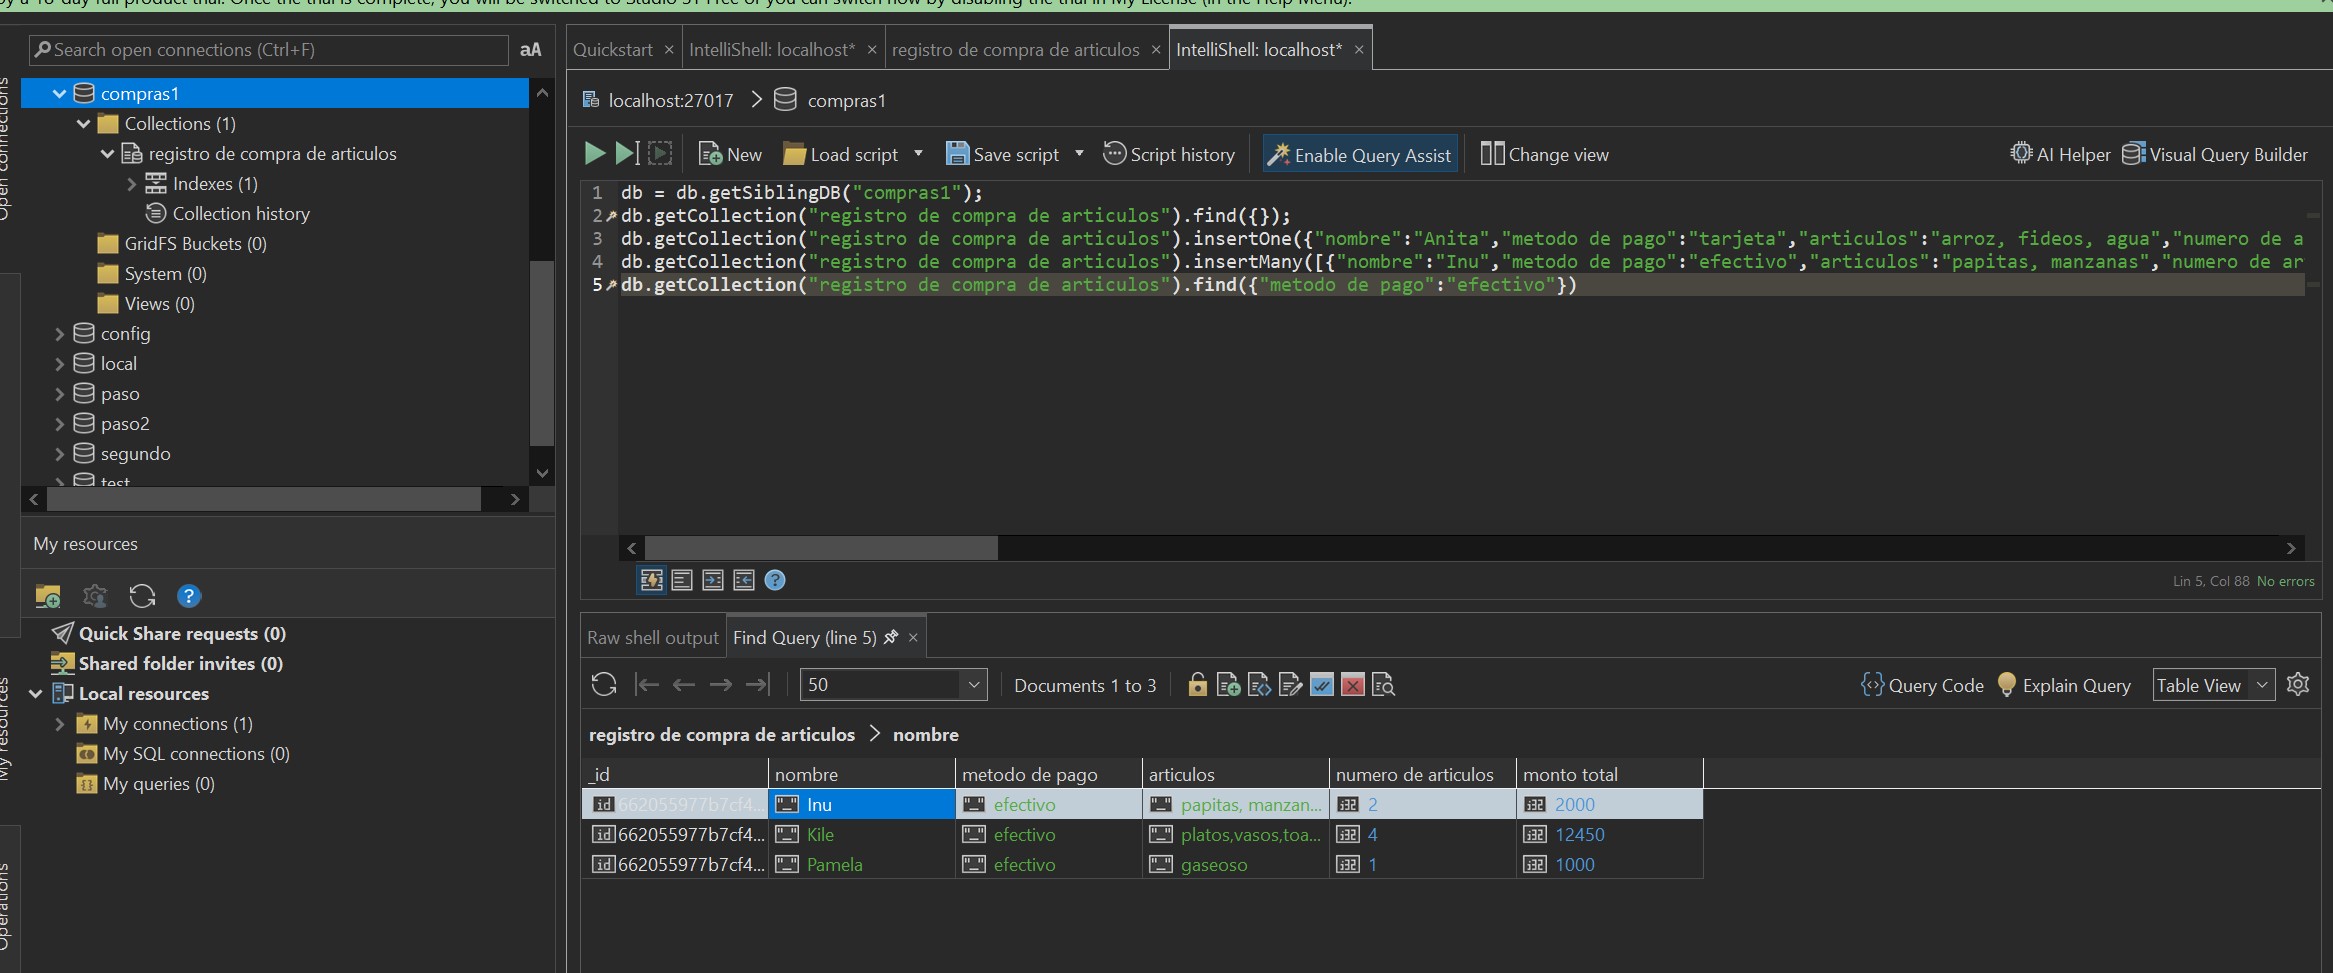 by a 16-day full product trial. Once the trial is complete, you will be switched to Studio 3T Free or you can switch now by disabling the trial in My License (in the Help Menu).
Search open connections (Ctrl+F)
aA
Open connections
compras1
Collections (1)
registro de compra de articulos
Indexes (1)
Collection history
GridFS Buckets (0)
System (0)
Views (0)
config
local
paso
paso2
segundo
test
My resources
My resources
Quick Share requests (0)
Shared folder invites (0)
Local resources
My connections (1)
My SQL connections (0)
My queries (0)
Operations
Quickstart × IntelliShell: localhost* × registro de compra de articulos × IntelliShell: localhost* ×
localhost:27017 > compras1
New Load script Save script Script history Enable Query Assist Change view AI Helper Visual Query Builder
1 db = db.getSiblingDB("compras1");
2 db.getCollection("registro de compra de articulos").find({});
3 db.getCollection("registro de compra de articulos").insertOne({"nombre":"Anita","metodo de pago":"tarjeta","articulos":"arroz, fideos, agua","numero de a
4 db.getCollection("registro de compra de articulos").insertMany([{"nombre":"Inu","metodo de pago":"efectivo","articulos":"papitas, manzanas","numero de ar
5 db.getCollection("registro de compra de articulos").find({"metodo de pago":"efectivo"})
Lin 5, Col 88 No errors
Raw shell output Find Query (line 5) ×
50 Documents 1 to 3 Query Code Explain Query Table View
registro de compra de articulos > nombre
_id nombre metodo de pago articulos numero de articulos monto total
662055977b7cf4... Inu efectivo papitas, manzan... 2 2000
662055977b7cf4... Kile efectivo platos,vasos,toa... 4 12450
662055977b7cf4... Pamela efectivo gaseoso 1 1000